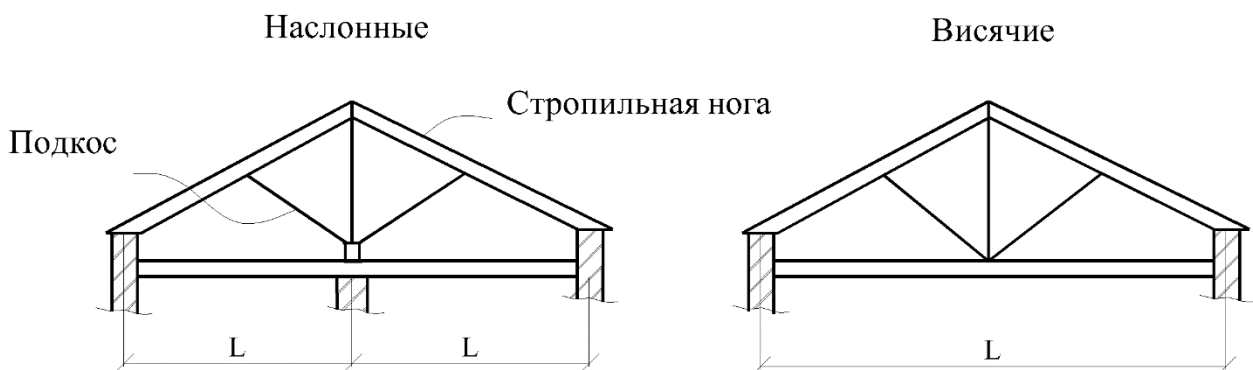 Наслонные
Висячие
Стропильная нога
Подкос
L
L
L